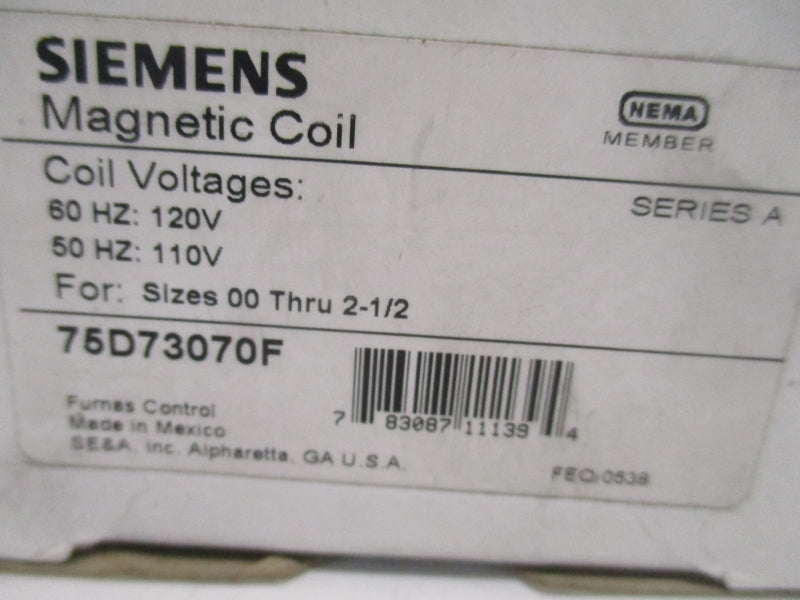 SIEMENS
Magnetic Coil
NEMA
MEMBER
Coil Voltages:
60 HZ: 120V
50 HZ: 110V
SERIES A
For: Sizes 00 Thru 2-1/2
75D73070F
7 83087 11139 4
Furnas Control
Made in Mexico
SE&A, Inc. Alpharetta, GA U.S.A.
FEO/0538